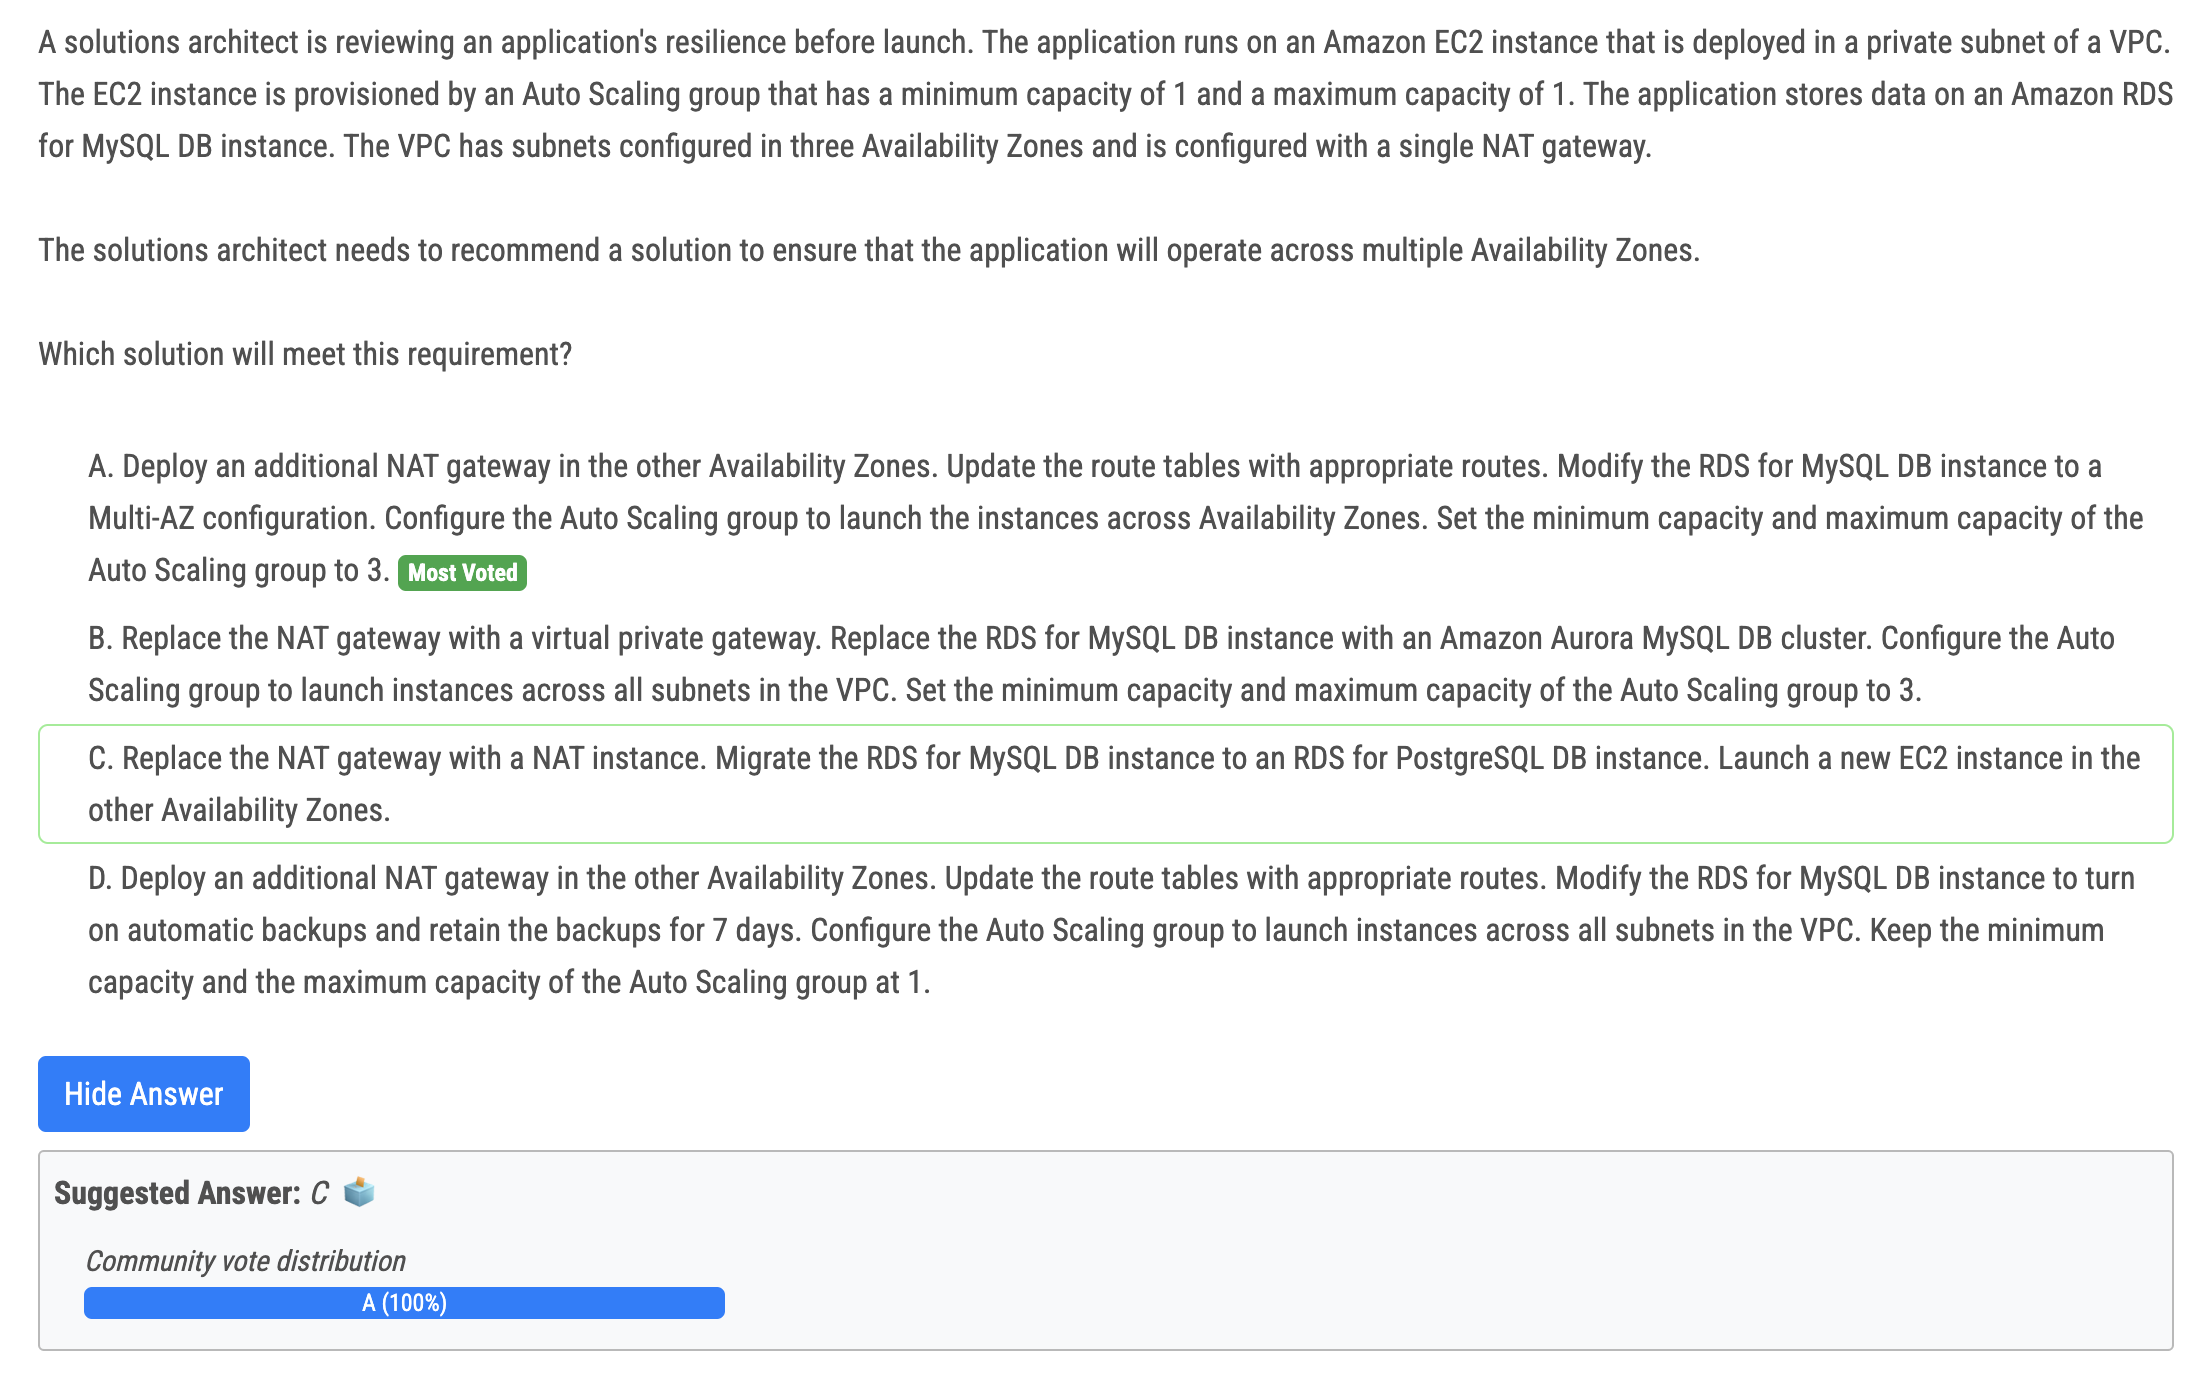 A solutions architect is reviewing an application's resilience before launch. The application runs on an Amazon EC2 instance that is deployed in a private subnet of a VPC.
The EC2 instance is provisioned by an Auto Scaling group that has a minimum capacity of 1 and a maximum capacity of 1. The application stores data on an Amazon RDS
for MySQL DB instance. The VPC has subnets configured in three Availability Zones and is configured with a single NAT gateway.
The solutions architect needs to recommend a solution to ensure that the application will operate across multiple Availability Zones.
Which solution will meet this requirement?
A. Deploy an additional NAT gateway in the other Availability Zones. Update the route tables with appropriate routes. Modify the RDS for MySQL DB instance to a
Multi-AZ configuration. Configure the Auto Scaling group to launch the instances across Availability Zones. Set the minimum capacity and maximum capacity of the
Auto Scaling group to 3. Most Voted
B. Replace the NAT gateway with a virtual private gateway. Replace the RDS for MySQL DB instance with an Amazon Aurora MySQL DB cluster. Configure the Auto
Scaling group to launch instances across all subnets in the VPC. Set the minimum capacity and maximum capacity of the Auto Scaling group to 3.
C. Replace the NAT gateway with a NAT instance. Migrate the RDS for MySQL DB instance to an RDS for PostgreSQL DB instance. Launch a new EC2 instance in the
other Availability Zones.
D. Deploy an additional NAT gateway in the other Availability Zones. Update the route tables with appropriate routes. Modify the RDS for MySQL DB instance to turn
on automatic backups and retain the backups for 7 days. Configure the Auto Scaling group to launch instances across all subnets in the VPC. Keep the minimum
capacity and the maximum capacity of the Auto Scaling group at 1.
Hide Answer
Suggested Answer: C
Community vote distribution
A (100%)